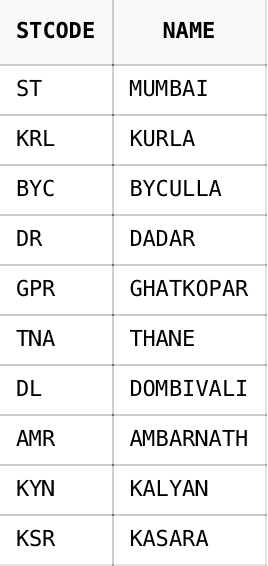 STCODE NAME
ST MUMBAI
KRL KURLA
BYC BYCULLA
DR DADAR
GPR GHATKOPAR
TNA THANE
DL DOMBIVALI
AMR AMBARNATH
KYN KALYAN
KSR KASARA